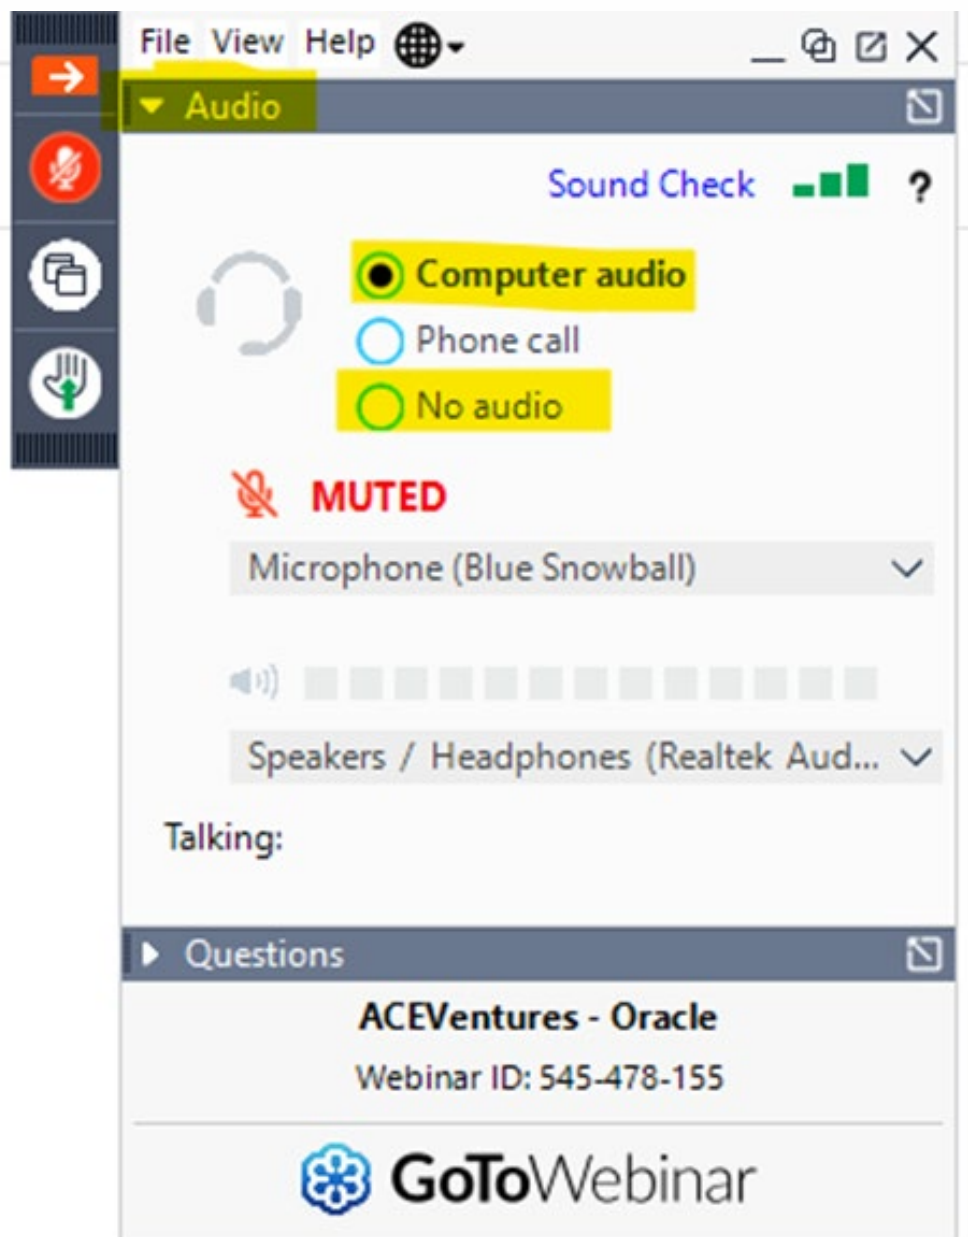 File View Help
Audio
Sound Check ?
Computer audio
Phone call
No audio
MUTED
Microphone (Blue Snowball)
Speakers / Headphones (Realtek Aud...
Talking:
Questions
ACEVentures - Oracle
Webinar ID: 545-478-155
GoToWebinar